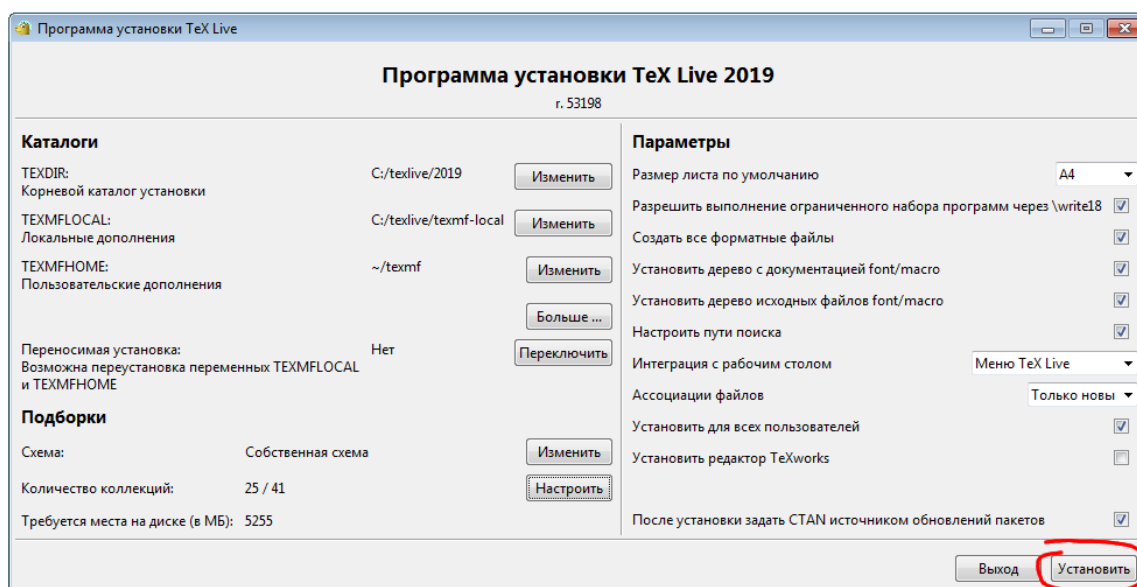 Программа установки TeX Live
Программа установки TeX Live 2019
r. 53198
Каталоги
TEXDIR: C:/texlive/2019 Изменить
Корневой каталог установки
TEXMFLOCAL: C:/texlive/texmf-local Изменить
Локальные дополнения
TEXMFHOME: ~/texmf Изменить
Пользовательские дополнения
Больше ...
Переносимая установка: Нет Переключить
Возможна переустановка переменных TEXMFLOCAL
и TEXMFHOME
Подборки
Схема: Собственная схема Изменить
Количество коллекций: 25 / 41 Настроить
Требуется места на диске (в МБ): 5255
Параметры
Размер листа по умолчанию A4
Разрешить выполнение ограниченного набора программ через \write18
Создать все форматные файлы
Установить дерево с документацией font/macro
Установить дерево исходных файлов font/macro
Настроить пути поиска
Интеграция с рабочим столом Меню TeX Live
Ассоциации файлов Только новы
Установить для всех пользователей
Установить редактор TeXworks
После установки задать CTAN источником обновлений пакетов
Выход Установить